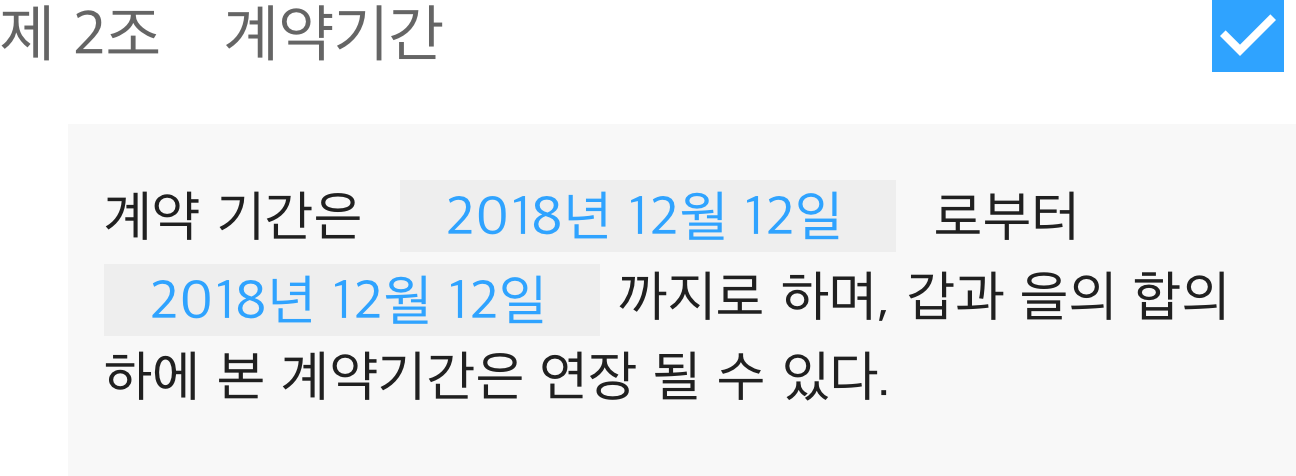 제 2조 계약기간
계약 기간은 2018년 12월 12일 로부터
2018년 12월 12일 까지로 하며, 갑과 을의 합의
하에 본 계약기간은 연장 될 수 있다.